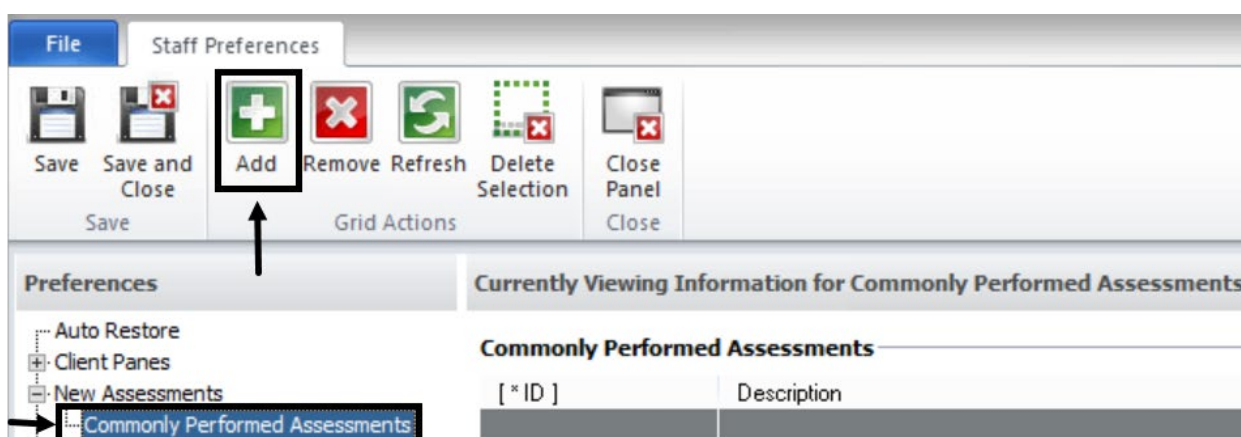 File Staff Preferences
Save Save and Close Add Remove Refresh Delete Selection Close Panel
Save Grid Actions Close
Preferences Currently Viewing Information for Commonly Performed Assessments
Auto Restore
Commonly Performed Assessments
Client Panes
[ * ID ] Description
New Assessments
Commonly Performed Assessments